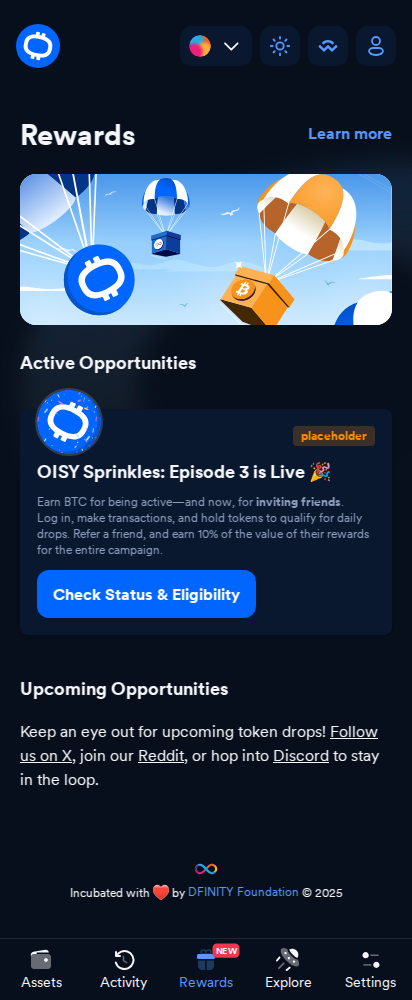 Rewards
Learn more
Active Opportunities
placeholder
OISY Sprinkles: Episode 3 is Live 🎉
Earn BTC for being active—and now, for inviting friends.
Log in, make transactions, and hold tokens to qualify for daily
drops. Refer a friend, and earn 10% of the value of their rewards
for the entire campaign.
Check Status & Eligibility
Upcoming Opportunities
Keep an eye out for upcoming token drops! Follow
us on X, join our Reddit, or hop into Discord to stay
in the loop.
Incubated with ❤️ by DFINITY Foundation © 2025
NEW
Assets
Activity
Rewards
Explore
Settings